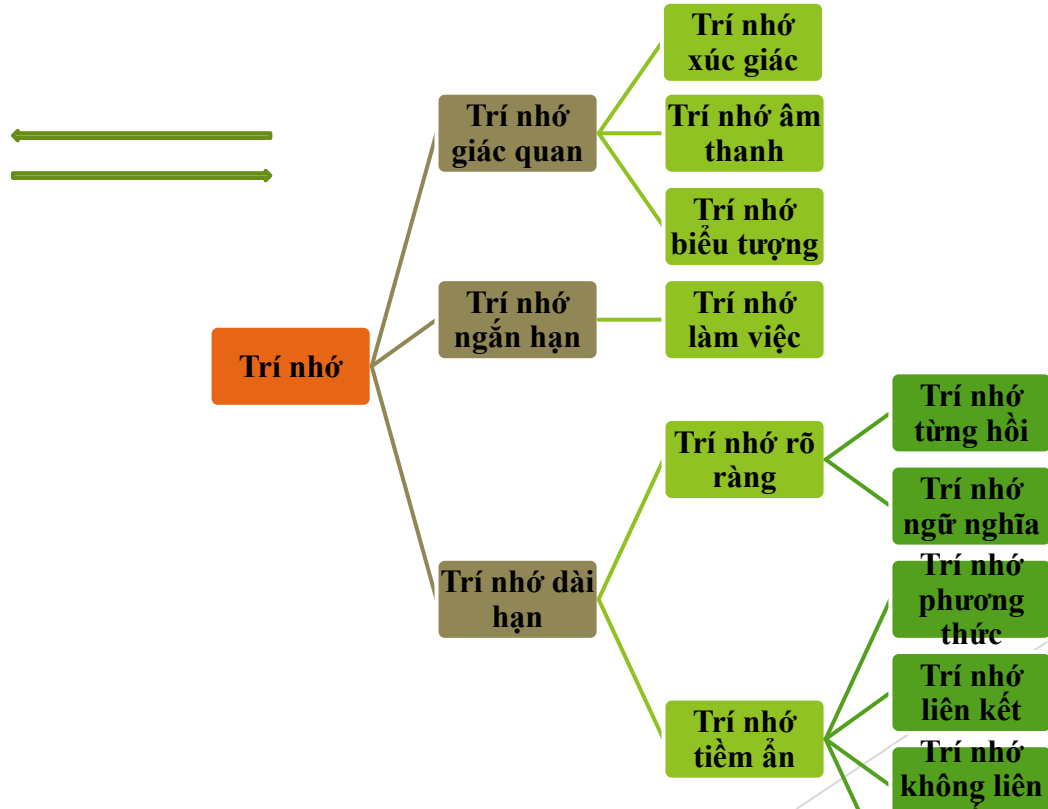 Trí nhớ
Trí nhớ
giác quan
Trí nhớ
xúc giác
Trí nhớ âm
thanh
Trí nhớ
biểu tượng
Trí nhớ
ngắn hạn
Trí nhớ
làm việc
Trí nhớ dài
hạn
Trí nhớ rõ
ràng
Trí nhớ
từng hồi
Trí nhớ
ngữ nghĩa
Trí nhớ
tiềm ẩn
Trí nhớ
phương
thức
Trí nhớ
liên kết
Trí nhớ
không liên